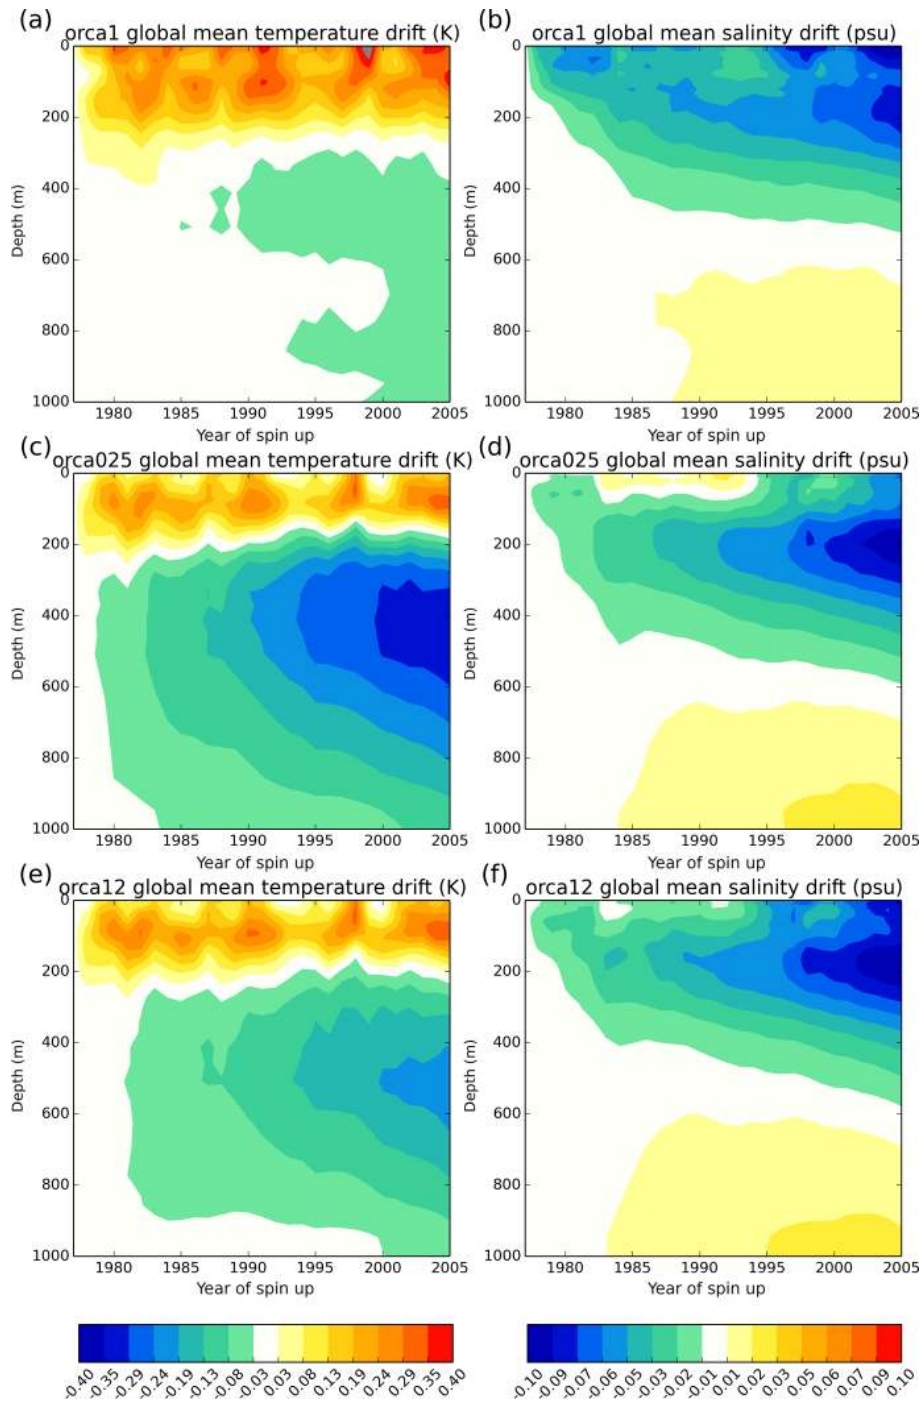 (a) orca1 global mean temperature drift (K)
0
200
400
600
800
1000
Depth (m)
1980 1985 1990 1995 2000 2005
Year of spin up
(b) orca1 global mean salinity drift (psu)
0
200
400
600
800
1000
Depth (m)
1980 1985 1990 1995 2000 2005
Year of spin up
(c) orca025 global mean temperature drift (K)
0
200
400
600
800
1000
Depth (m)
1980 1985 1990 1995 2000 2005
Year of spin up
(d) orca025 global mean salinity drift (psu)
0
200
400
600
800
1000
Depth (m)
1980 1985 1990 1995 2000 2005
Year of spin up
(e) orca12 global mean temperature drift (K)
0
200
400
600
800
1000
Depth (m)
1980 1985 1990 1995 2000 2005
Year of spin up
(f) orca12 global mean salinity drift (psu)
0
200
400
600
800
1000
Depth (m)
1980 1985 1990 1995 2000 2005
Year of spin up
-0.40 -0.35 -0.29 -0.24 -0.19 -0.13 -0.08 -0.03 0.03 0.08 0.13 0.19 0.24 0.29 0.35 0.40
-0.10 -0.09 -0.07 -0.06 -0.05 -0.03 -0.02 -0.01 0.01 0.02 0.03 0.05 0.06 0.07 0.09 0.10